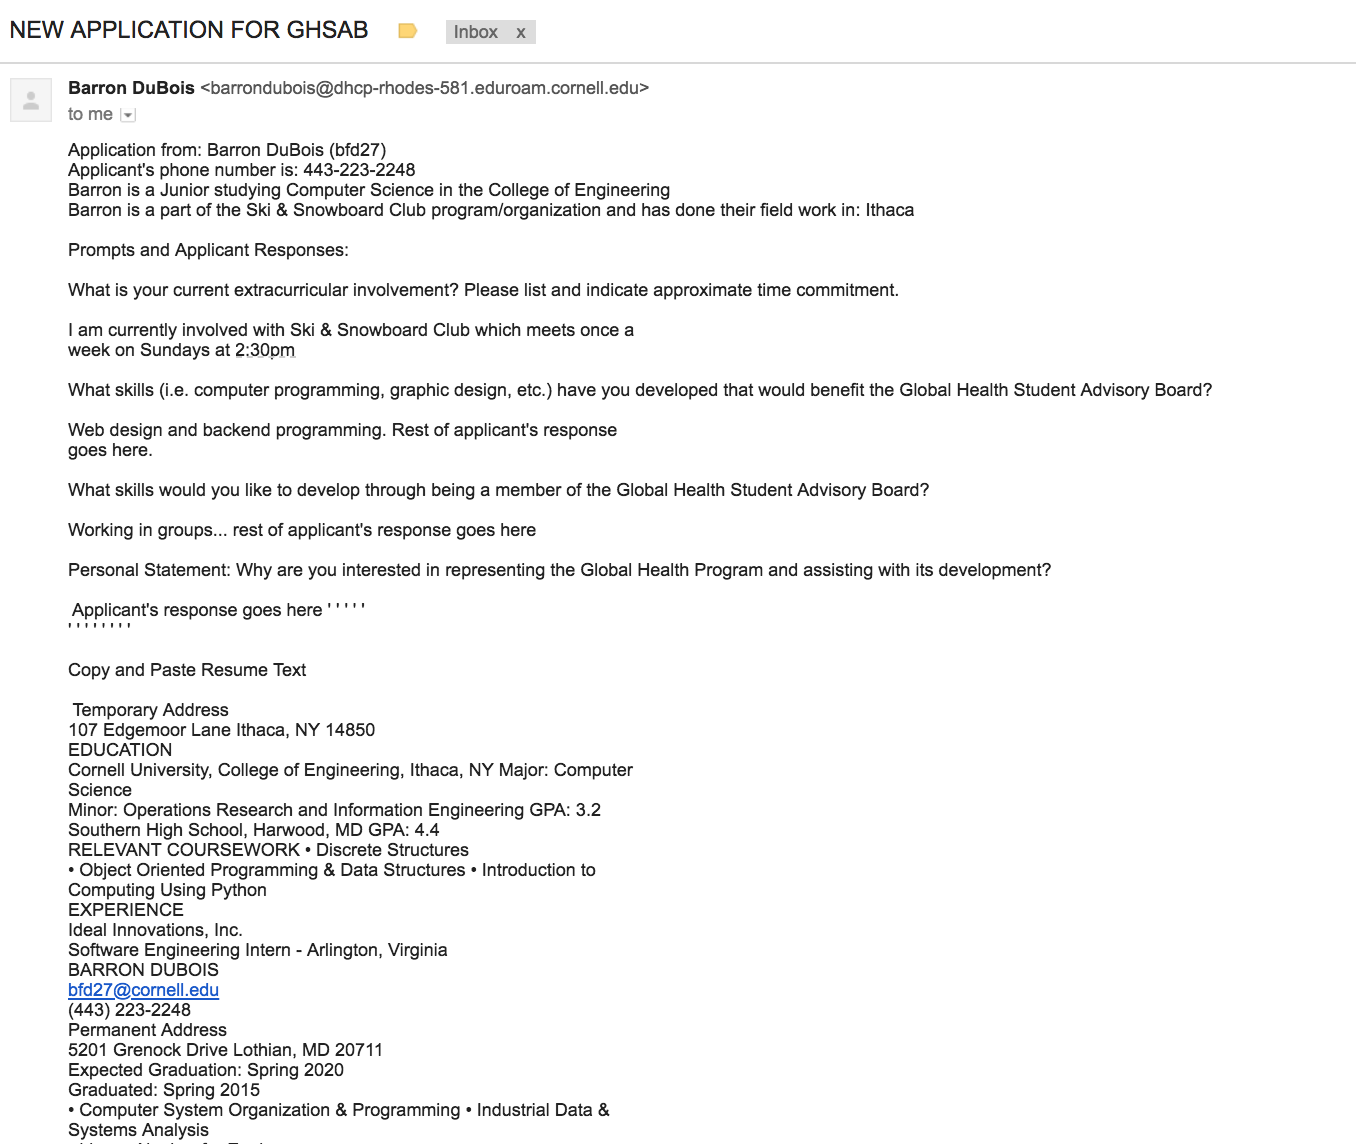 NEW APPLICATION FOR GHSAB
Inbox x
Barron DuBois <barrondubois@dhcp-rhodes-581.eduroam.cornell.edu>
to me
Application from: Barron DuBois (bfd27)
Applicant's phone number is: 443-223-2248
Barron is a Junior studying Computer Science in the College of Engineering
Barron is a part of the Ski & Snowboard Club program/organization and has done their field work in: Ithaca
Prompts and Applicant Responses:
What is your current extracurricular involvement? Please list and indicate approximate time commitment.
I am currently involved with Ski & Snowboard Club which meets once a
week on Sundays at 2:30pm
What skills (i.e. computer programming, graphic design, etc.) have you developed that would benefit the Global Health Student Advisory Board?
Web design and backend programming. Rest of applicant's response
goes here.
What skills would you like to develop through being a member of the Global Health Student Advisory Board?
Working in groups... rest of applicant's response goes here
Personal Statement: Why are you interested in representing the Global Health Program and assisting with its development?
Applicant's response goes here ' ' ' ' '
' ' ' ' ' ' ' '
Copy and Paste Resume Text
Temporary Address
107 Edgemoor Lane Ithaca, NY 14850
EDUCATION
Cornell University, College of Engineering, Ithaca, NY Major: Computer
Science
Minor: Operations Research and Information Engineering GPA: 3.2
Southern High School, Harwood, MD GPA: 4.4
RELEVANT COURSEWORK • Discrete Structures
• Object Oriented Programming & Data Structures • Introduction to
Computing Using Python
EXPERIENCE
Ideal Innovations, Inc.
Software Engineering Intern - Arlington, Virginia
BARRON DUBOIS
bfd27@cornell.edu
(443) 223-2248
Permanent Address
5201 Grenock Drive Lothian, MD 20711
Expected Graduation: Spring 2020
Graduated: Spring 2015
• Computer System Organization & Programming • Industrial Data &
Systems Analysis